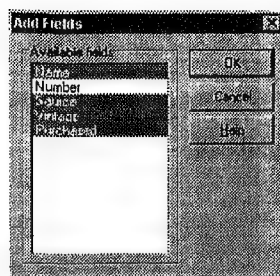 Add Fields
Available fields:
Name
Number
Source
Vintage
Purchased
OK
Cancel
Help